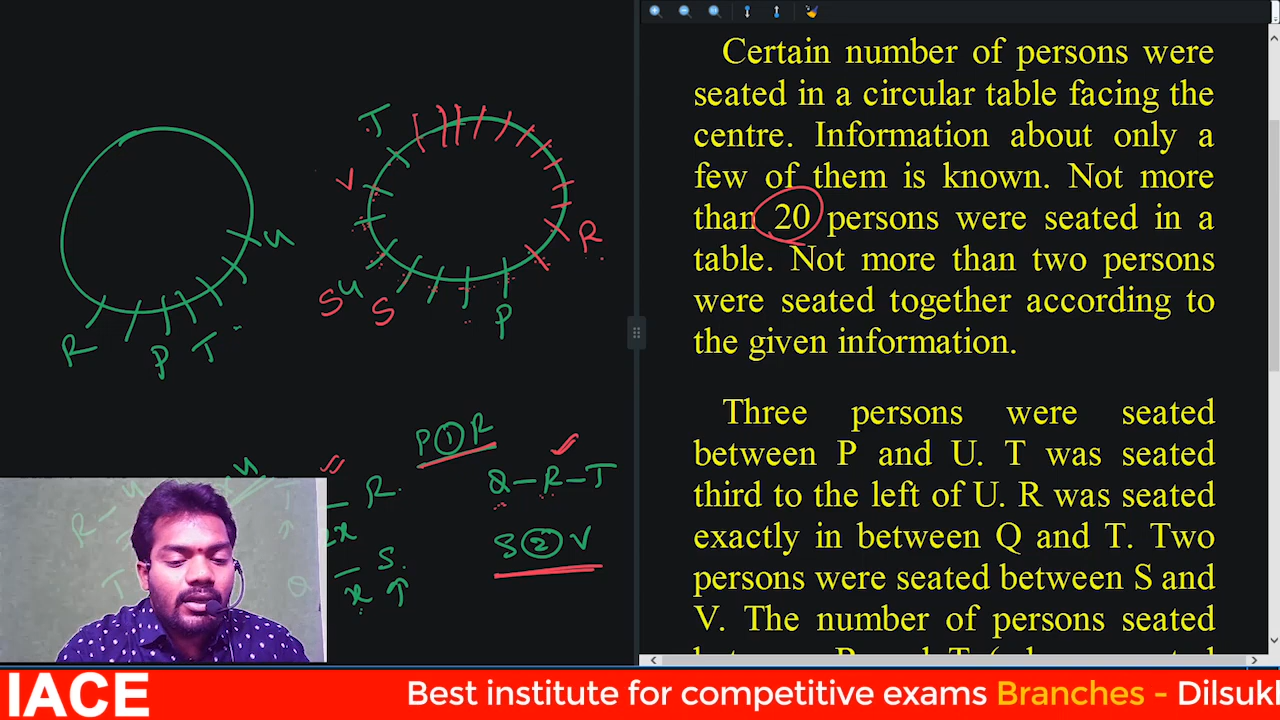 Certain number of persons were
seated in a circular table facing the
centre. Information about only a
few of them is known. Not more
than 20 persons were seated in a
table. Not more than two persons
were seated together according to
the given information.
Three persons were seated
between P and U. T was seated
third to the left of U. R was seated
exactly in between Q and T. Two
persons were seated between S and
V. The number of persons seated
U
R
P
T
T
V
R
S U
S
P
P 1 R
Q - R - T
S 2 V
R
S
x
IACE
Best institute for competitive exams Branches - Dilsuk